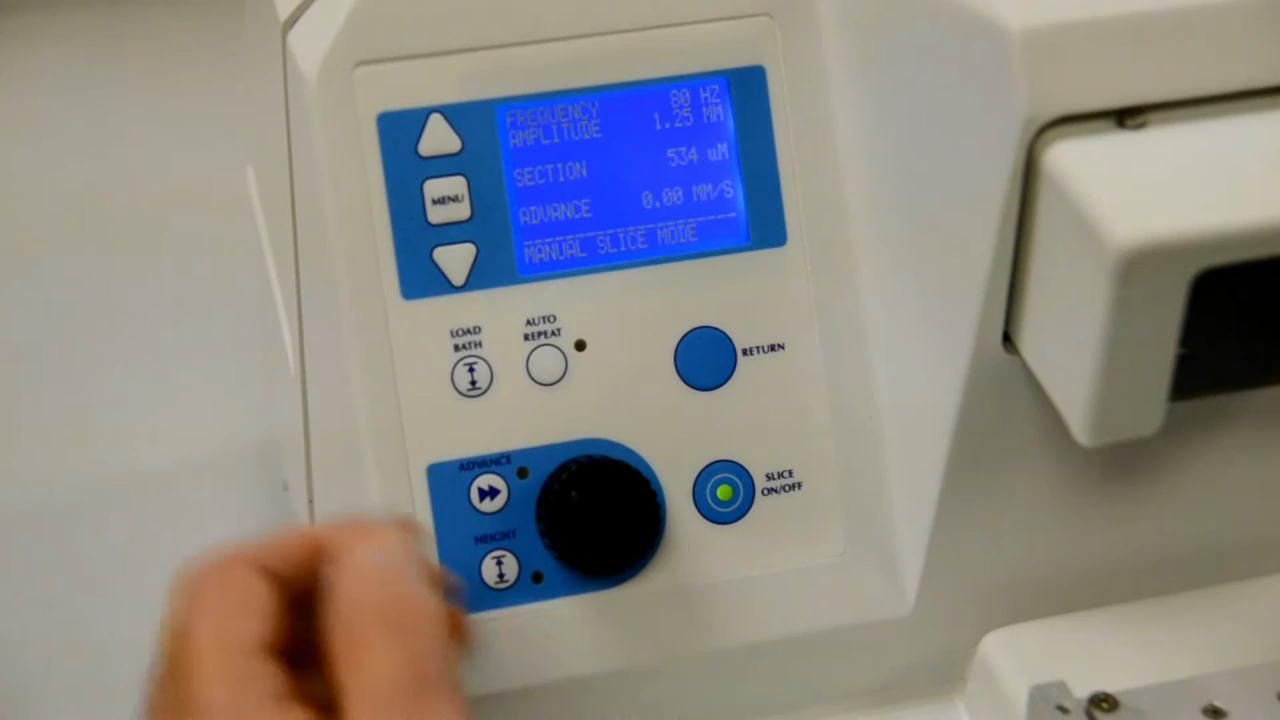 FREQUENCY 80 HZ
AMPLITUDE 1.25 MM
SECTION 534 uM
ADVANCE 0.00 MM/S
MANUAL SLICE MODE
MENU
LOAD
BATH
AUTO
REPEAT
RETURN
ADVANCE
SLICE
ON/OFF
HEIGHT